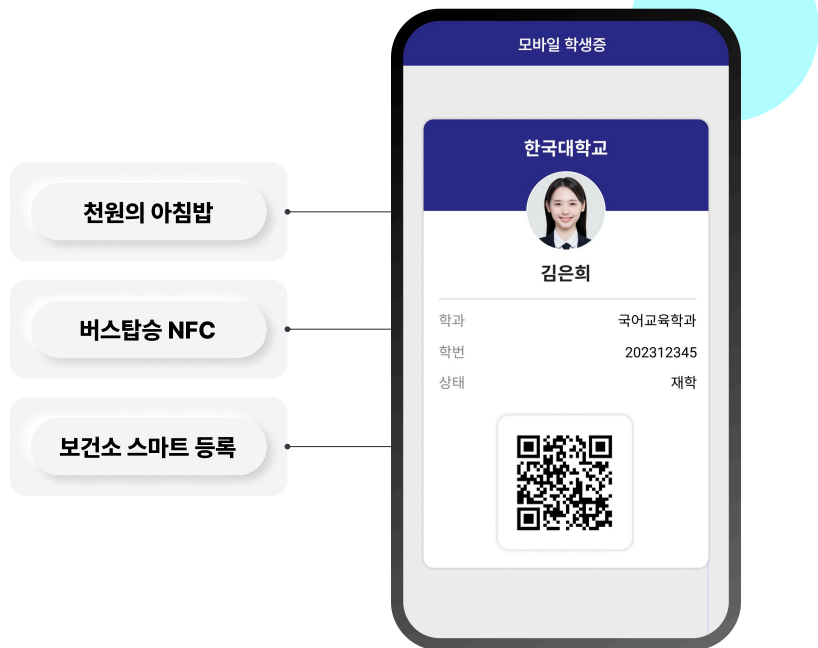 모바일 학생증
한국대학교
김은희
학과 국어교육학과
학번 202312345
상태 재학
천원의 아침밥
버스탑승 NFC
보건소 스마트 등록